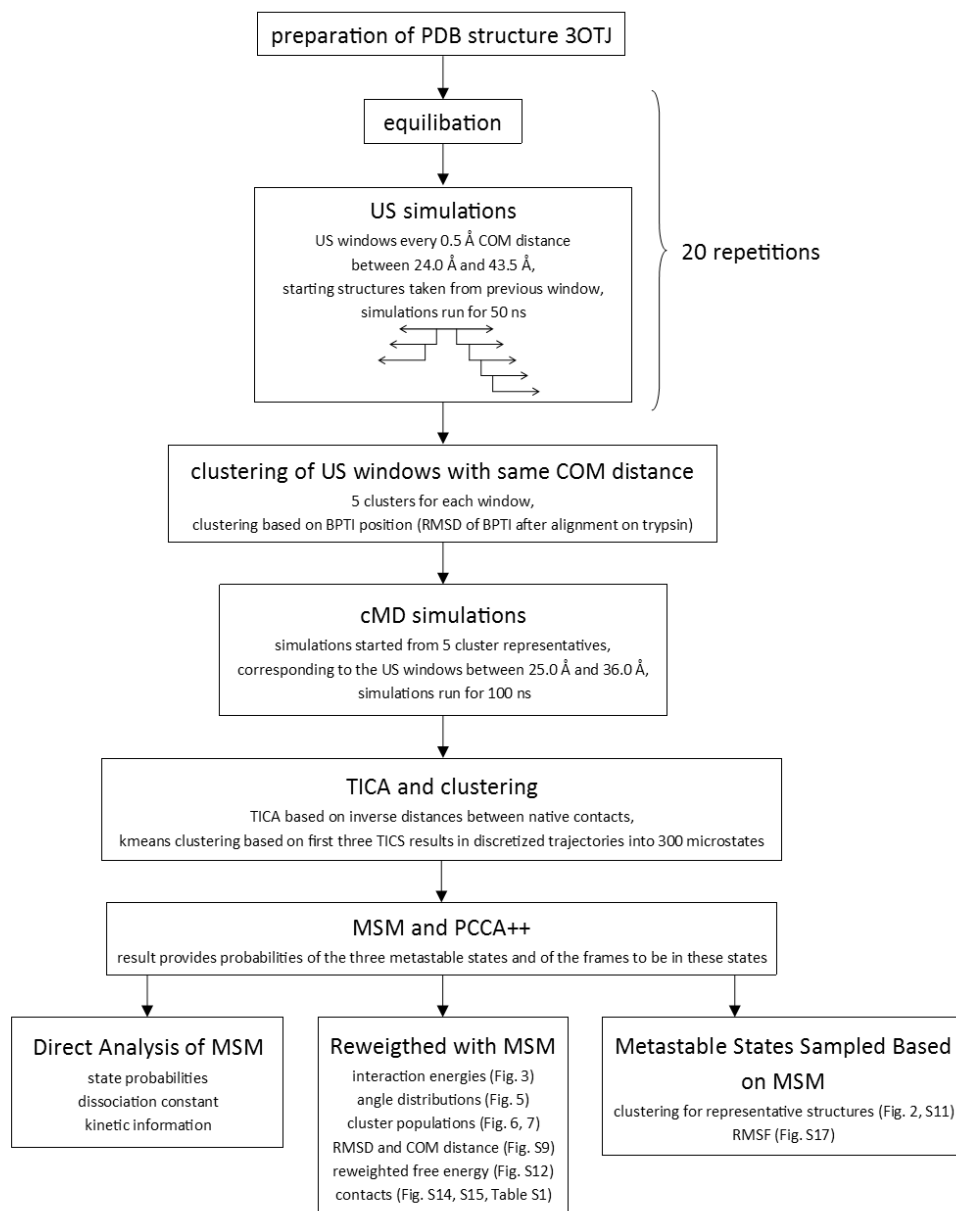 preparation of PDB structure 3OTJ
equilibation
US simulations
US windows every 0.5 Å COM distance
between 24.0 Å and 43.5 Å,
starting structures taken from previous window,
simulations run for 50 ns
20 repetitions
clustering of US windows with same COM distance
5 clusters for each window,
clustering based on BPTI position (RMSD of BPTI after alignment on trypsin)
cMD simulations
simulations started from 5 cluster representatives,
corresponding to the US windows between 25.0 Å and 36.0 Å,
simulations run for 100 ns
TICA and clustering
TICA based on inverse distances between native contacts,
kmeans clustering based on first three TICS results in discretized trajectories into 300 microstates
MSM and PCCA++
result provides probabilities of the three metastable states and of the frames to be in these states
Direct Analysis of MSM
state probabilities
dissociation constant
kinetic information
Reweigthed with MSM
interaction energies (Fig. 3)
angle distributions (Fig. 5)
cluster populations (Fig. 6, 7)
RMSD and COM distance (Fig. S9)
reweighted free energy (Fig. S12)
contacts (Fig. S14, S15, Table S1)
Metastable States Sampled Based
on MSM
clustering for representative structures (Fig. 2, S11)
RMSF (Fig. S17)